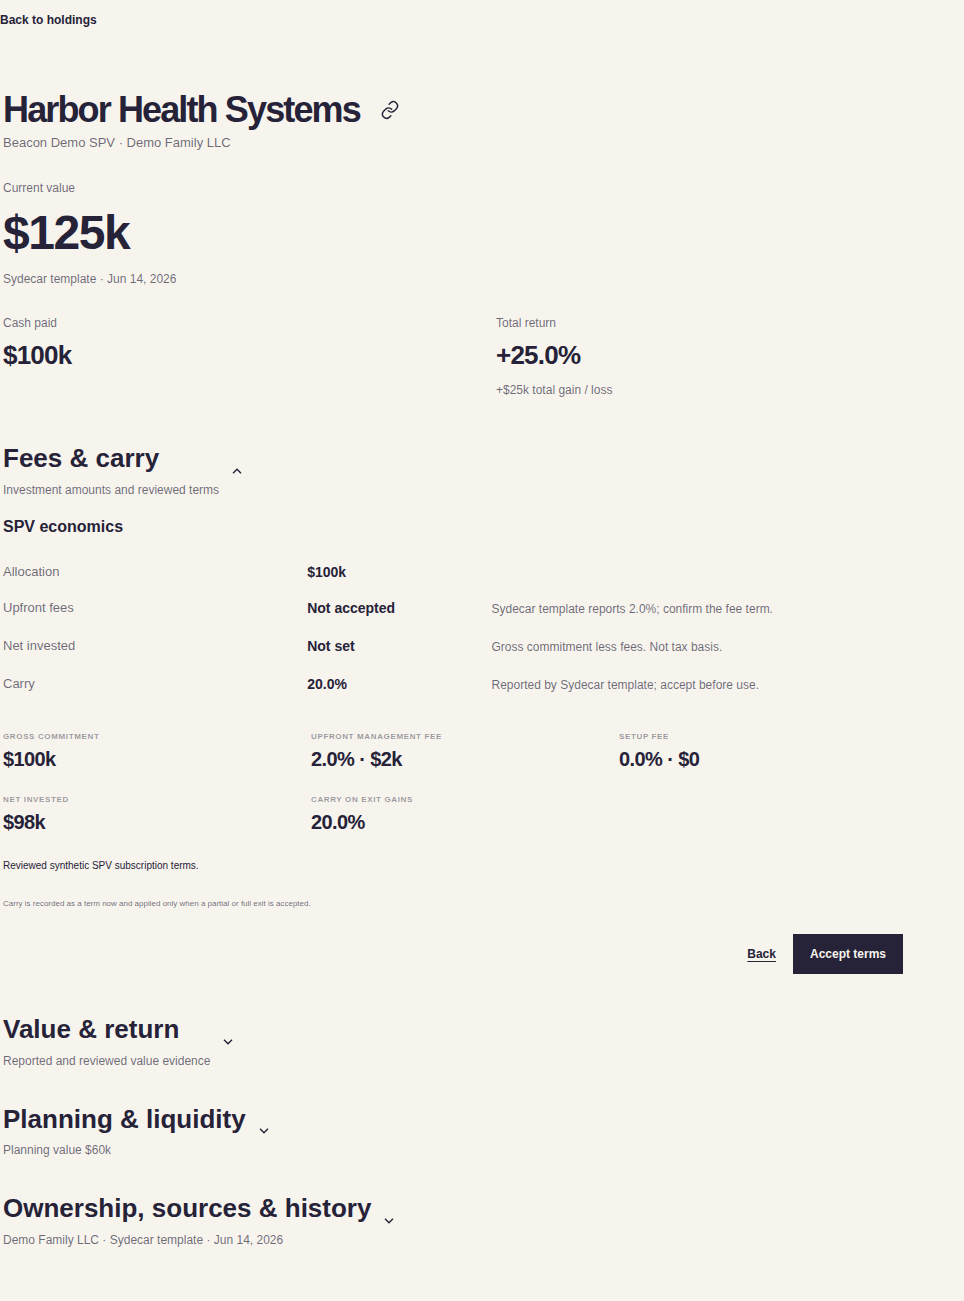 Back to holdings
Harbor Health Systems
Beacon Demo SPV · Demo Family LLC
Current value
$125k
Sydecar template · Jun 14, 2026
Cash paid
$100k
Total return
+25.0%
+$25k total gain / loss
Fees & carry
Investment amounts and reviewed terms
SPV economics
Allocation $100k
Upfront fees Not accepted Sydecar template reports 2.0%; confirm the fee term.
Net invested Not set Gross commitment less fees. Not tax basis.
Carry 20.0% Reported by Sydecar template; accept before use.
GROSS COMMITMENT
$100k
UPFRONT MANAGEMENT FEE
2.0% · $2k
SETUP FEE
0.0% · $0
NET INVESTED
$98k
CARRY ON EXIT GAINS
20.0%
Reviewed synthetic SPV subscription terms.
Carry is recorded as a term now and applied only when a partial or full exit is accepted.
Back
Accept terms
Value & return
Reported and reviewed value evidence
Planning & liquidity
Planning value $60k
Ownership, sources & history
Demo Family LLC · Sydecar template · Jun 14, 2026